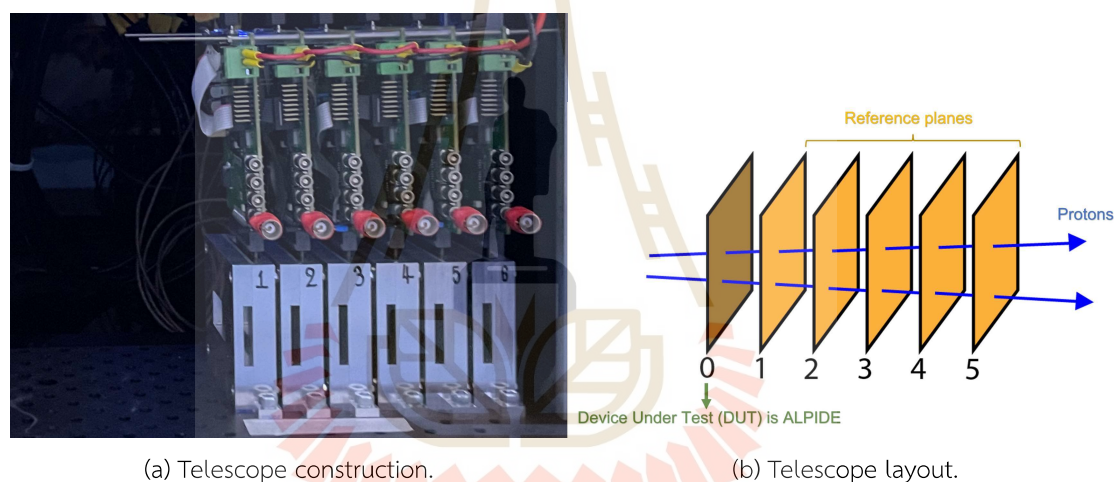 1 2 3 4 5 6
Reference planes
Protons
0 1 2 3 4 5
Device Under Test (DUT) is ALPIDE
(a) Telescope construction.
(b) Telescope layout.